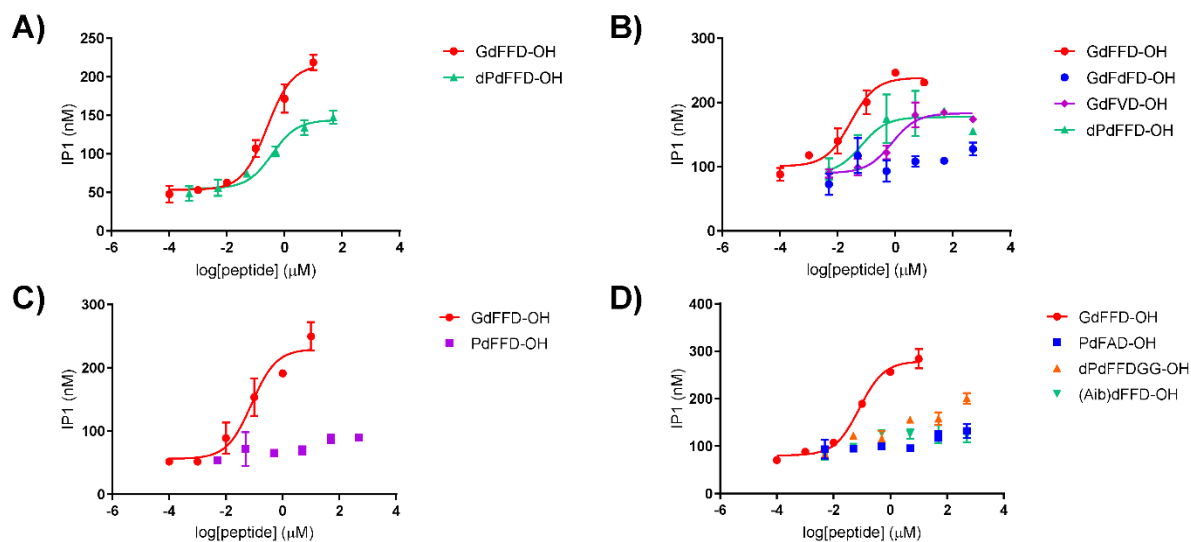 A)
IP1 (nM)
250
200
150
100
50
0
-6 -4 -2 0 2 4
log[peptide] (μM)
GdFFD-OH
dPdFFD-OH
B)
IP1 (nM)
300
200
100
0
-6 -4 -2 0 2 4
log[peptide] (μM)
GdFFD-OH
GdFdFD-OH
GdFVD-OH
dPdFFD-OH
C)
IP1 (nM)
300
200
100
0
-6 -4 -2 0 2 4
log[peptide] (μM)
GdFFD-OH
PdFFD-OH
D)
IP1 (nM)
400
300
200
100
0
-6 -4 -2 0 2 4
log[peptide] (μM)
GdFFD-OH
PdFAD-OH
dPdFFDGG-OH
(Aib)dFFD-OH